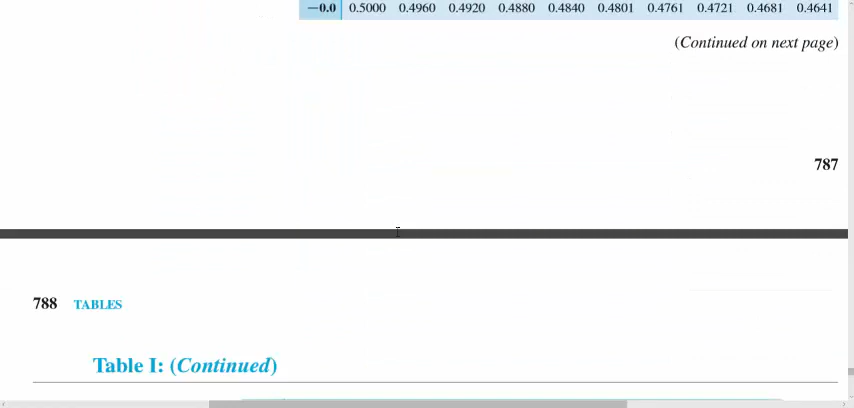 −0.0 0.5000 0.4960 0.4920 0.4880 0.4840 0.4801 0.4761 0.4721 0.4681 0.4641
(Continued on next page)
787
788 TABLES
Table I: (Continued)